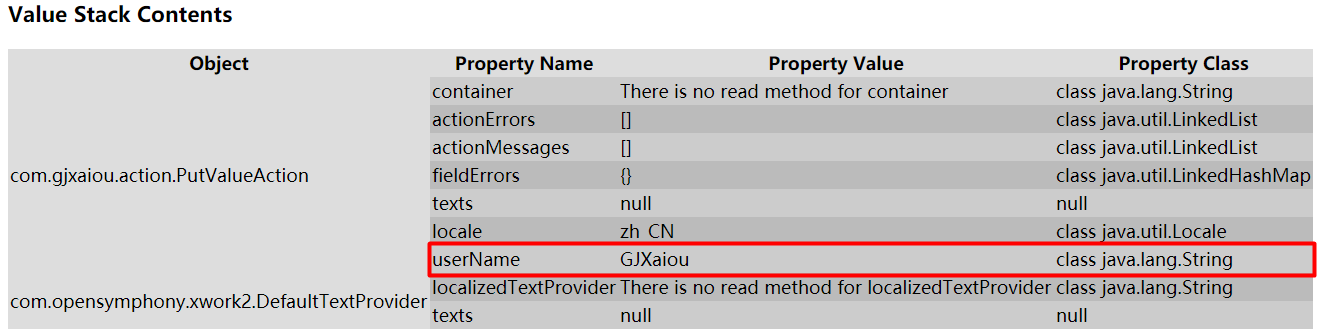 Value Stack Contents
Object Property Name Property Value Property Class
container There is no read method for container class java.lang.String
actionErrors [] class java.util.LinkedList
actionMessages [] class java.util.LinkedList
com.gjxaiou.action.PutValueAction fieldErrors {} class java.util.LinkedHashMap
texts null null
locale zh_CN class java.util.Locale
userName GJXaiou class java.lang.String
com.opensymphony.xwork2.DefaultTextProvider localizedTextProvider There is no read method for localizedTextProvider class java.lang.String
texts null null